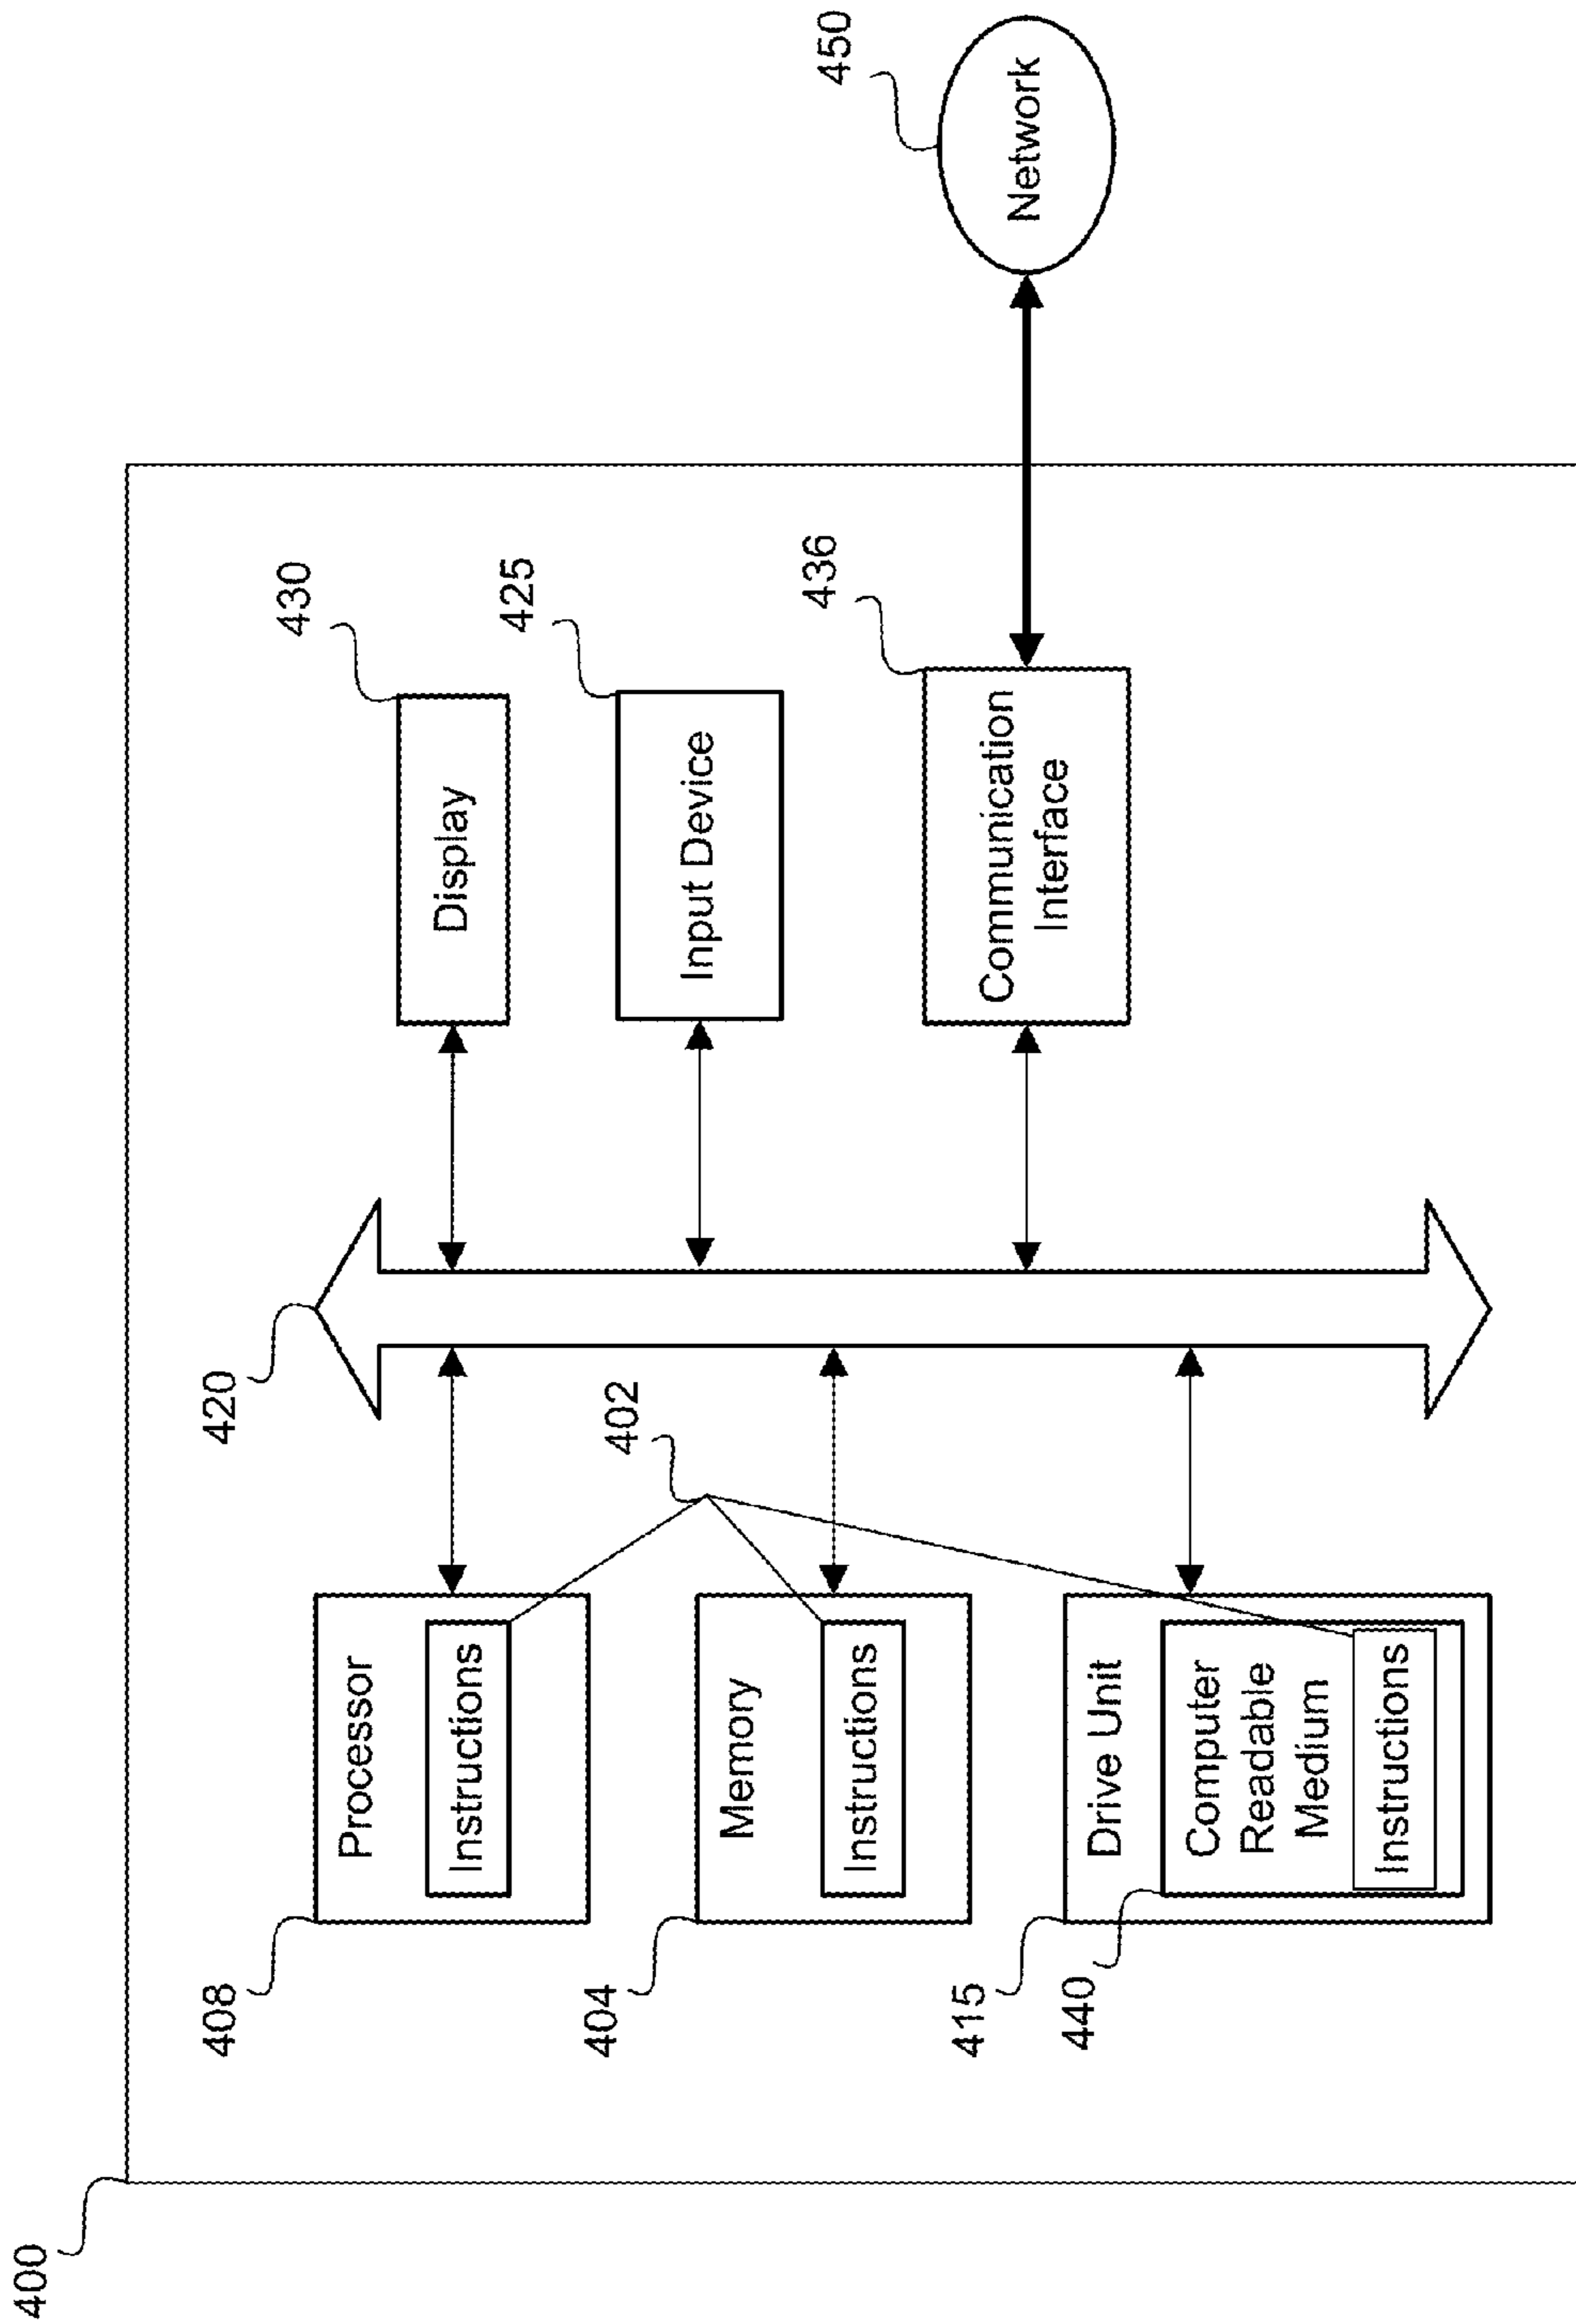 400
420
430
408
Processor
Instructions
Display
402
425
Input Device
404
Memory
Instructions
436
450
Communication
Interface
Network
415
Drive Unit
440
Computer
Readable
Medium
Instructions